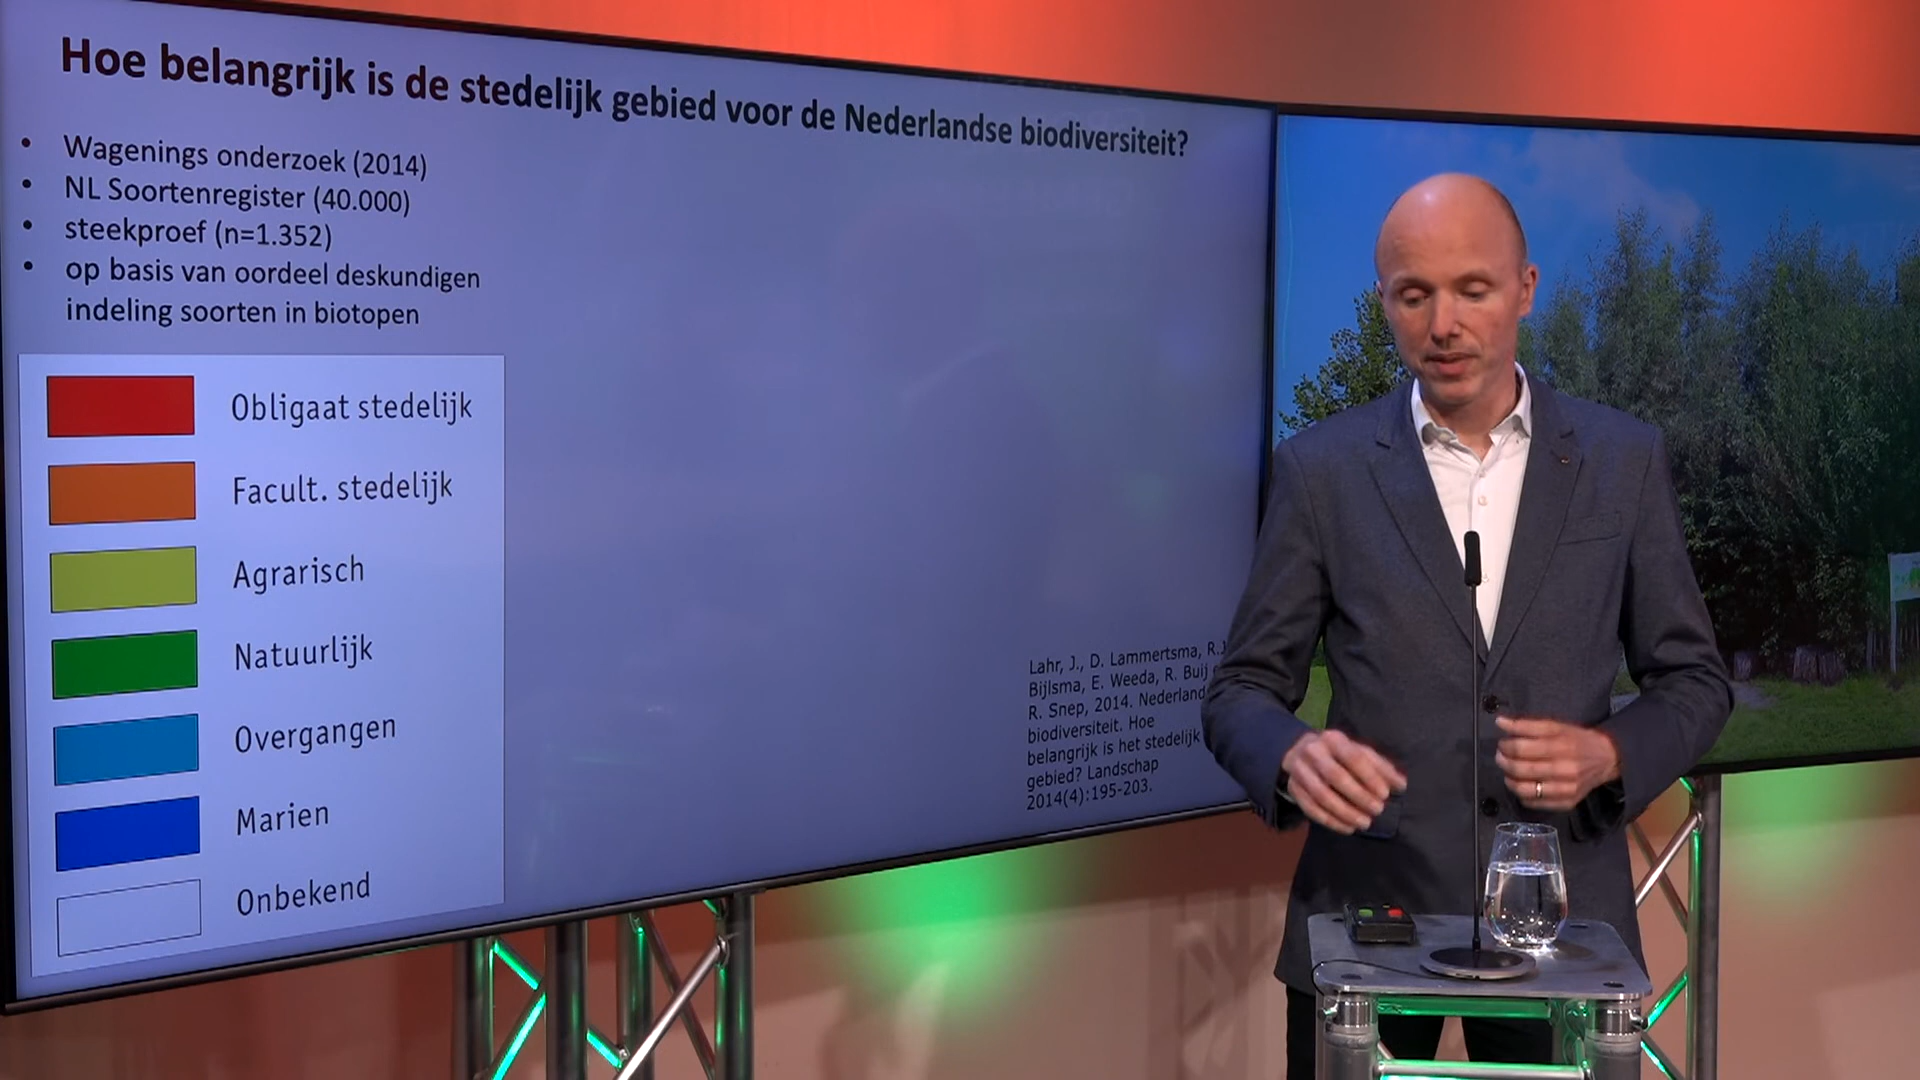 Hoe belangrijk is de stedelijk gebied voor de Nederlandse biodiversiteit?
• Wagenings onderzoek (2014)
• NL Soortenregister (40.000)
• steekproef (n=1.352)
• op basis van oordeel deskundigen
indeling soorten in biotopen
Obligaat stedelijk
Facult. stedelijk
Agrarisch
Natuurlijk
Overgangen
Marien
Onbekend
Lahr, J., D. Lammertsma, R.J
Bijlsma, E. Weeda, R. Buij
R. Snep, 2014. Nederland
biodiversiteit. Hoe
belangrijk is het stedelijk
gebied? Landschap
2014(4):195-203.